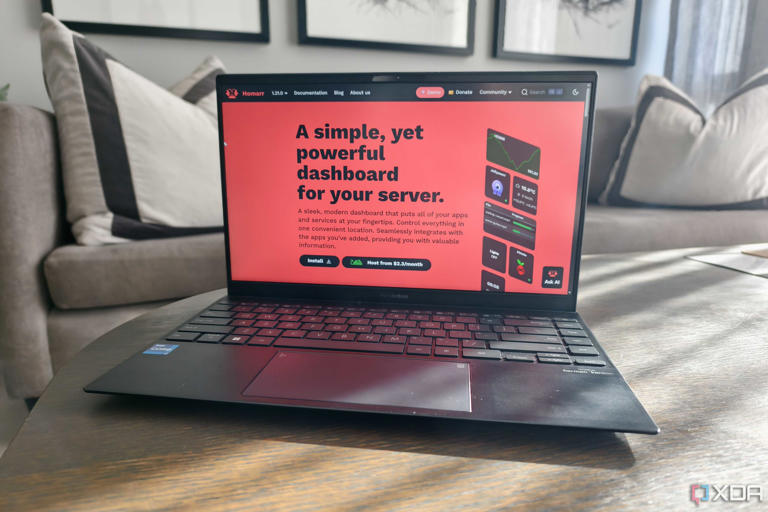 Homarr 1.21.0 Documentation Blog About us Demo Donate Community Search
A simple, yet
powerful
dashboard
for your server.
A sleek, modern dashboard that puts all of your apps
and services at your fingertips. Control everything in
one convenient location. Seamlessly integrates with
the apps you've added, providing you with valuable
information.
Install Host from $2.3/month
Ask AI
XDA